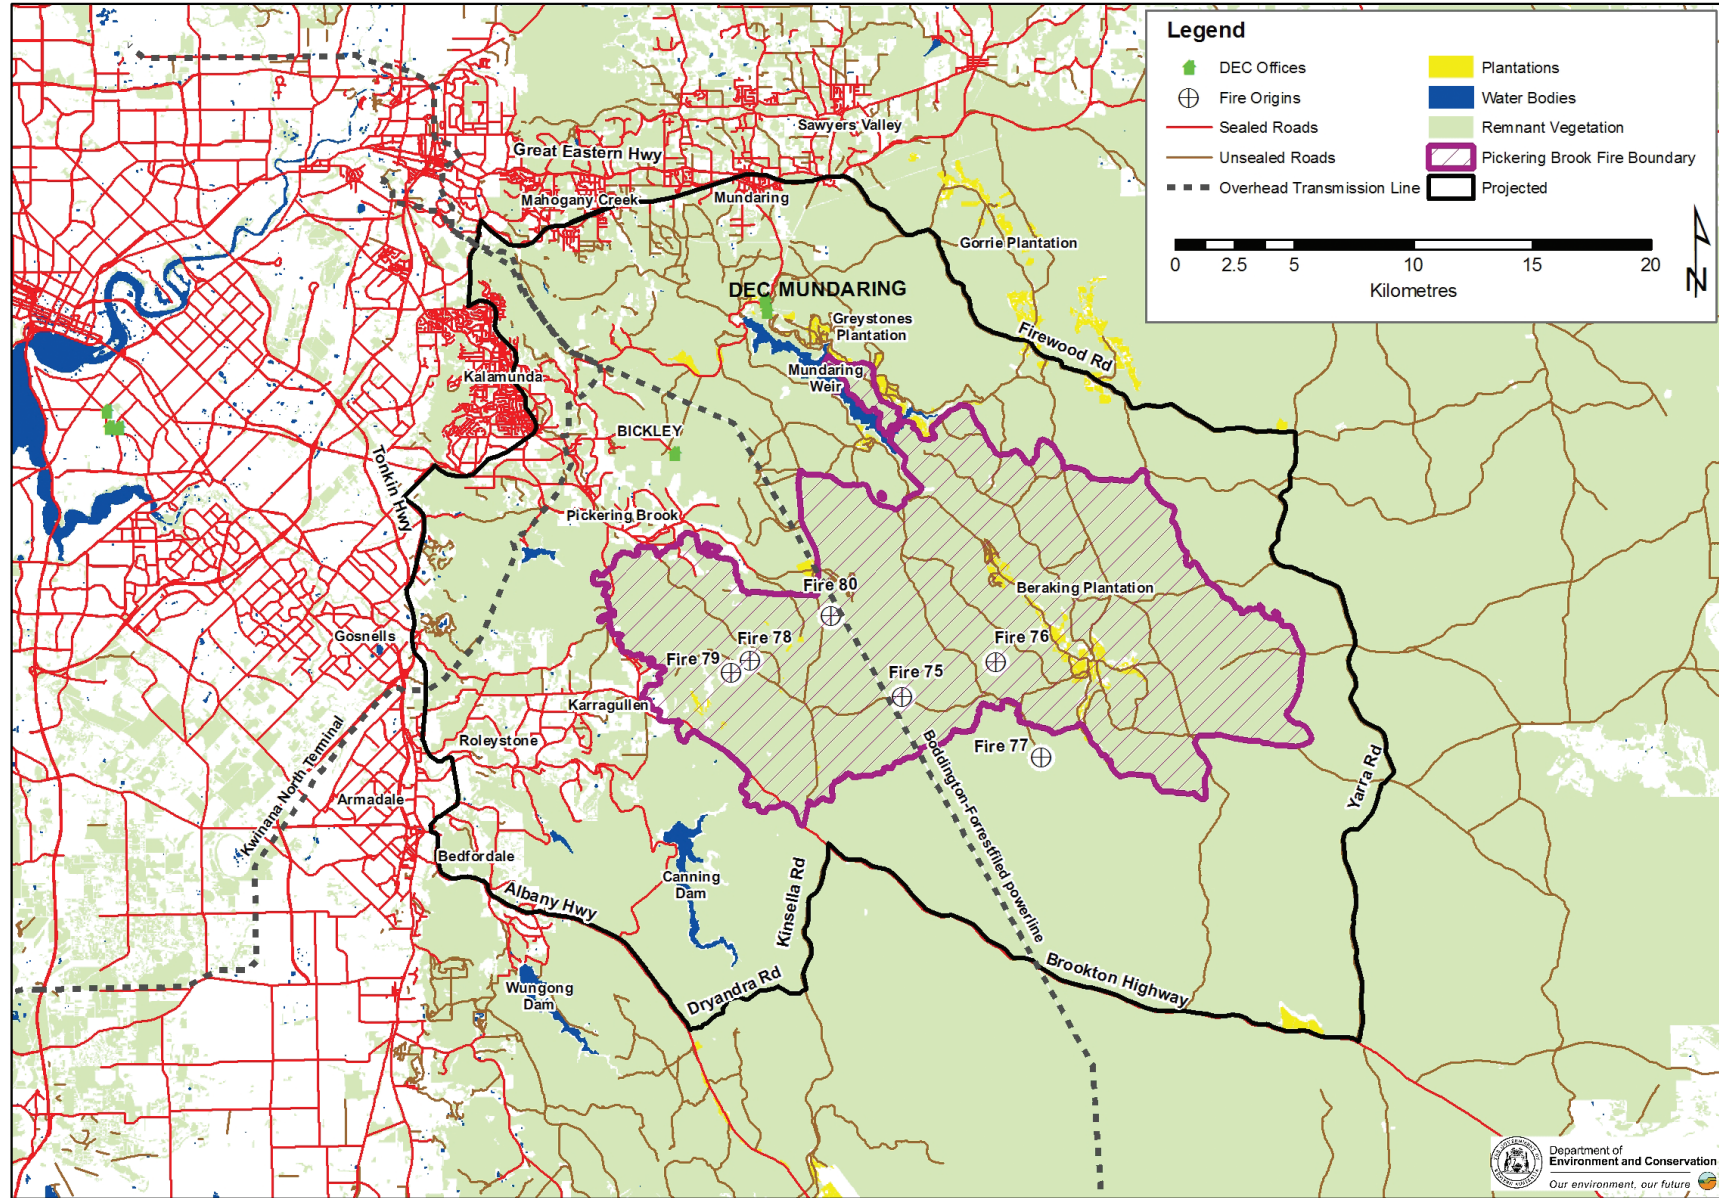 Legend
DEC Offices
Fire Origins
Sealed Roads
Unsealed Roads
Overhead Transmission Line
Plantations
Water Bodies
Remnant Vegetation
Pickering Brook Fire Boundary
Projected
0 2.5 5 10 15 20
Kilometres
N
Sawyers Valley
Great Eastern Hwy
Mahogany Creek
Mundaring
Gorrie Plantation
DEC MUNDARING
Greystones
Plantation
Firewood Rd
Mundaring
Weir
Kalamunda
BICKLEY
Tonkin Hwy
Pickering Brook
Fire 80
Beraking Plantation
Gosnells
Fire 78
Fire 76
Fire 79
Fire 75
Karragullen
Roleystone
Fire 77
Boddington-Forrestfiled powerline
Yarra Rd
Kwinana-North Terminal
Armadale
Bedfordale
Canning
Dam
Albany Hwy
Kinsella Rd
Wungong
Dam
Dryandra Rd
Brookton Highway
Department of
Environment and Conservation
Our environment, our future